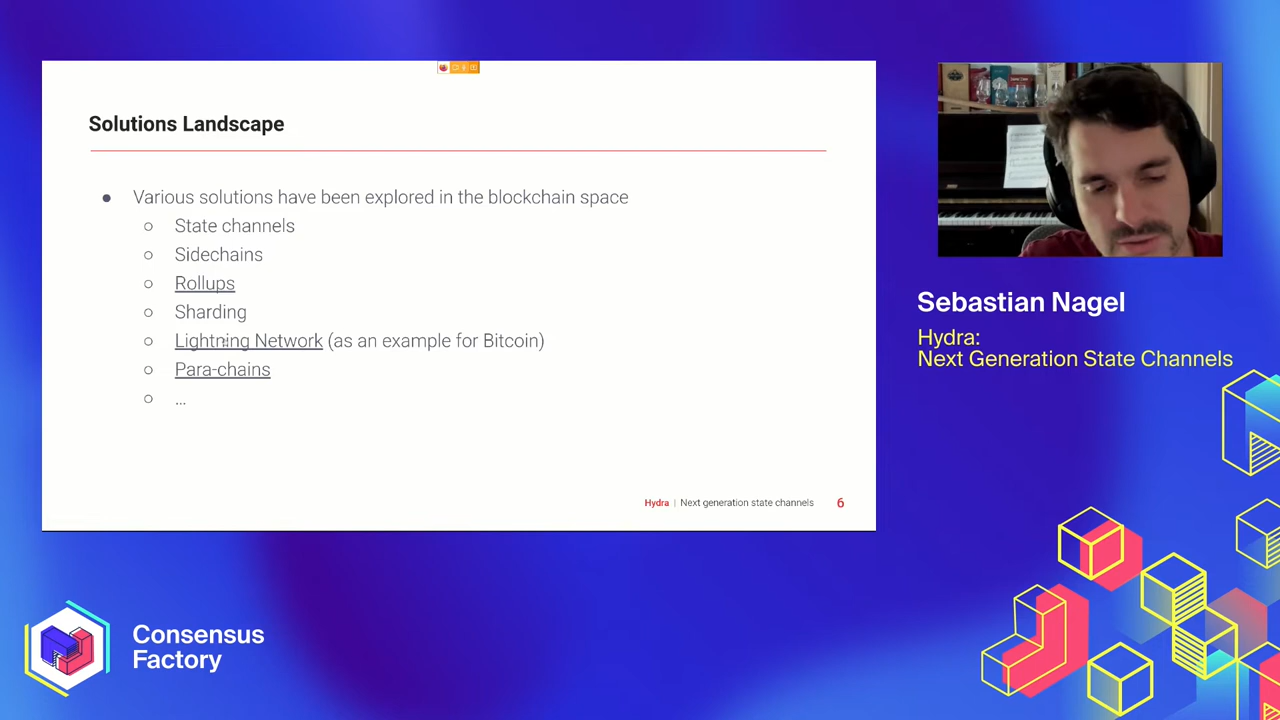 Solutions Landscape
● Various solutions have been explored in the blockchain space
○ State channels
○ Sidechains
○ Rollups
○ Sharding
○ Lightning Network (as an example for Bitcoin)
○ Para-chains
○ ...
Hydra | Next generation state channels 6
Sebastian Nagel
Hydra:
Next Generation State Channels
Consensus
Factory